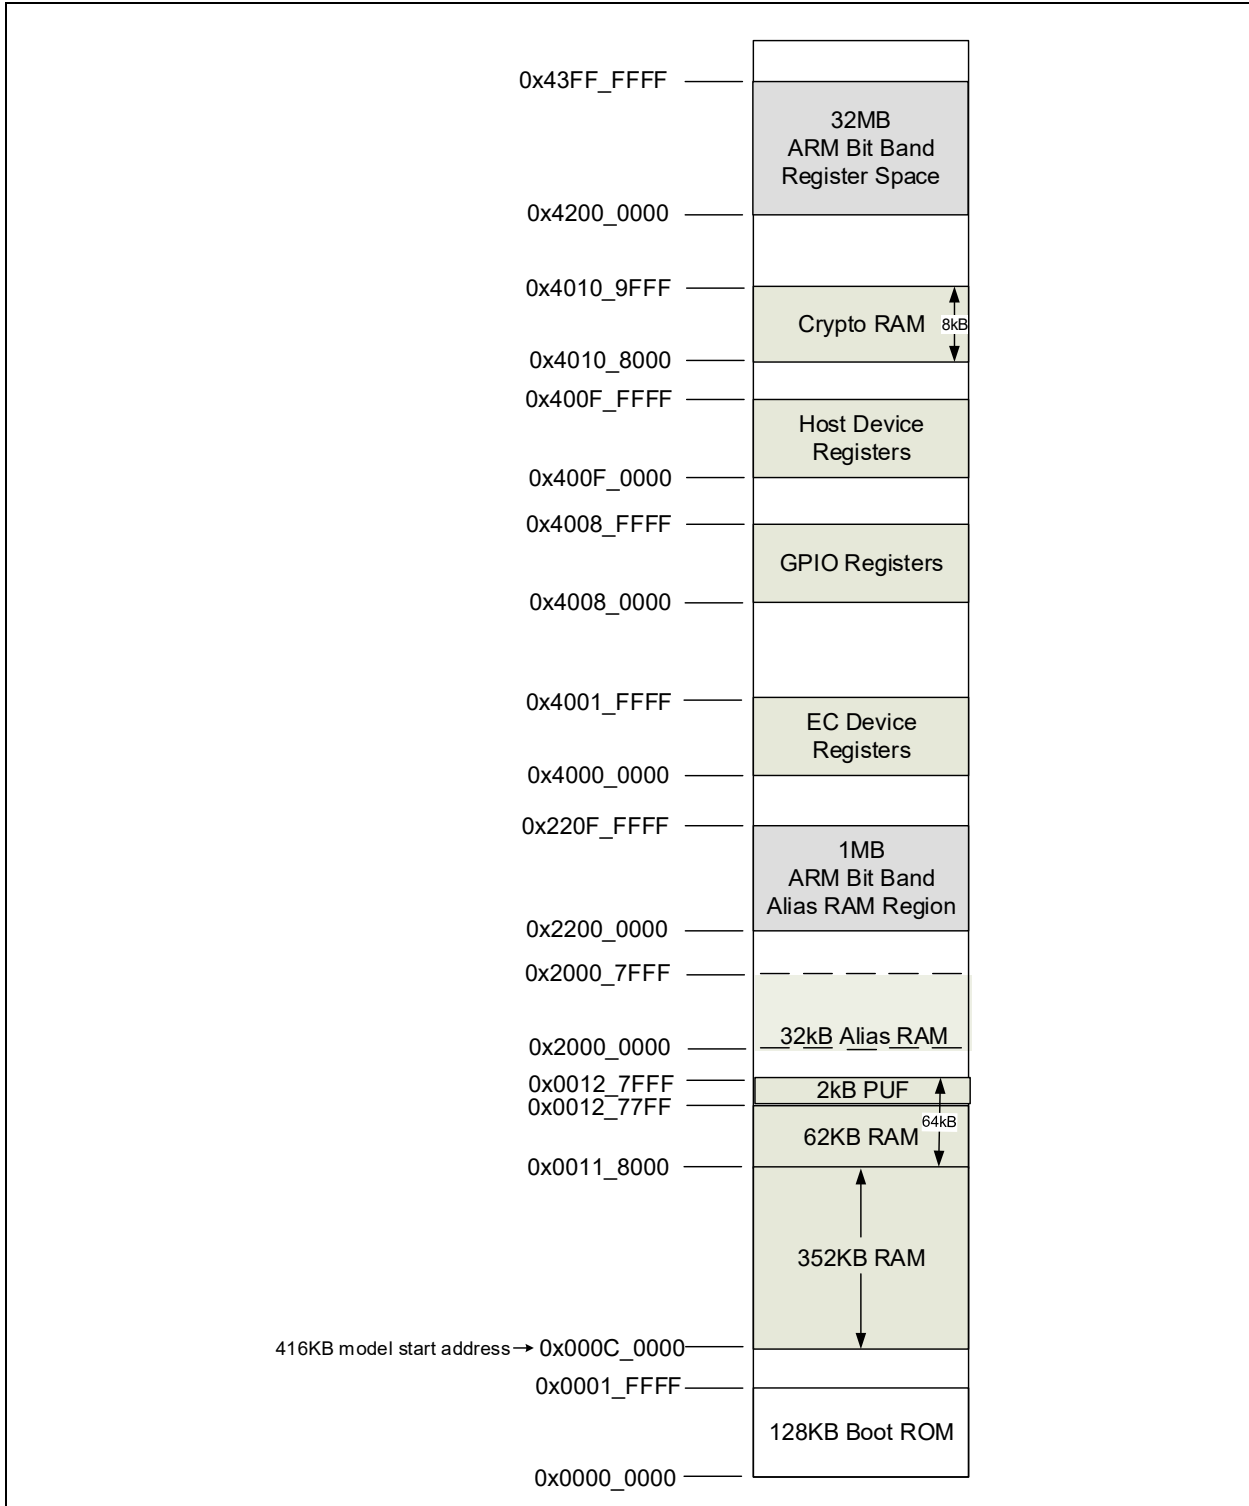 0x43FF_FFFF
32MB
ARM Bit Band
Register Space
0x4200_0000
0x4010_9FFF
Crypto RAM
8kB
0x4010_8000
0x400F_FFFF
Host Device
Registers
0x400F_0000
0x4008_FFFF
GPIO Registers
0x4008_0000
0x4001_FFFF
EC Device
Registers
0x4000_0000
0x220F_FFFF
1MB
ARM Bit Band
Alias RAM Region
0x2200_0000
0x2000_7FFF
32kB Alias RAM
0x2000_0000
0x0012_7FFF
2kB PUF
0x0012_77FF
64kB
62KB RAM
0x0011_8000
352KB RAM
416KB model start address
0x000C_0000
0x0001_FFFF
128KB Boot ROM
0x0000_0000